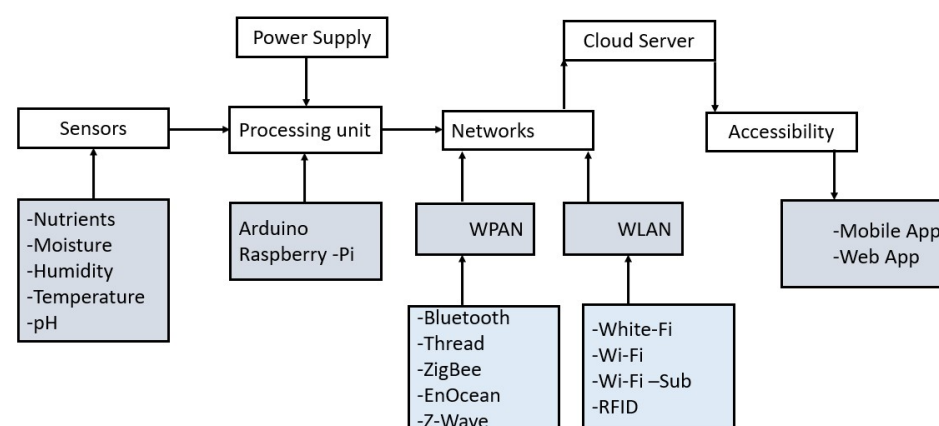 Power Supply
Cloud Server
Sensors
Processing unit
Networks
Accessibility
-Nutrients
-Moisture
-Humidity
-Temperature
-pH
Arduino
Raspberry -Pi
WPAN
WLAN
-Mobile App
-Web App
-Bluetooth
-Thread
-ZigBee
-EnOcean
-Z-Wave
-White-Fi
-Wi-Fi
-Wi-Fi –Sub
-RFID